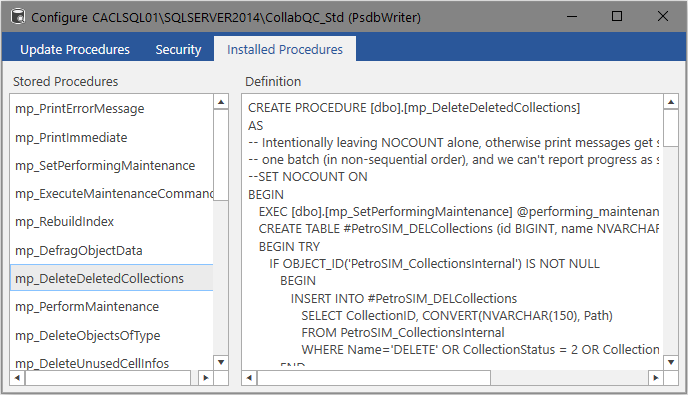 Configure CACLSQL01\SQLSERVER2014\CollabQC_Std (PsdbWriter)
Update Procedures Security Installed Procedures
Stored Procedures
mp_PrintErrorMessage
mp_PrintImmediate
mp_SetPerformingMaintenance
mp_ExecuteMaintenanceCommand
mp_RebuildIndex
mp_DefragObjectData
mp_DeleteDeletedCollections
mp_PerformMaintenance
mp_DeleteObjectsOfType
mp_DeleteUnusedCellInfos
Definition
CREATE PROCEDURE [dbo].[mp_DeleteDeletedCollections]
AS
-- Intentionally leaving NOCOUNT alone, otherwise print messages get s
-- one batch (in non-sequential order), and we can't report progress as s
--SET NOCOUNT ON
BEGIN
EXEC [dbo].[mp_SetPerformingMaintenance] @performing_maintenan
CREATE TABLE #PetroSIM_DELCollections (id BIGINT, name NVARCHAR
BEGIN TRY
IF OBJECT_ID('PetroSIM_CollectionsInternal') IS NOT NULL
BEGIN
INSERT INTO #PetroSIM_DELCollections
SELECT CollectionID, CONVERT(NVARCHAR(150), Path)
FROM PetroSIM_CollectionsInternal
WHERE Name='DELETE' OR CollectionStatus = 2 OR Collection
END